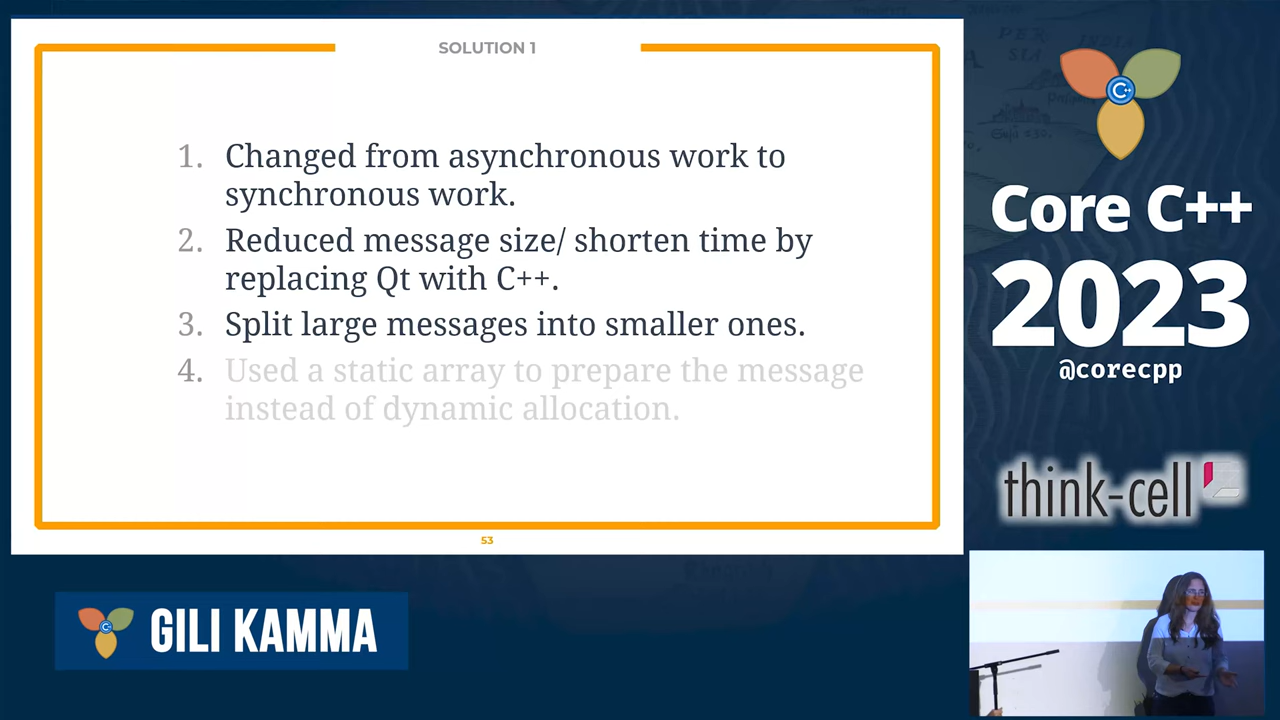 SOLUTION 1
1. Changed from asynchronous work to
synchronous work.
2. Reduced message size/ shorten time by
replacing Qt with C++.
3. Split large messages into smaller ones.
4. Used a static array to prepare the message
instead of dynamic allocation.
53
C++
Core C++
2023
@corecpp
think-cell
GILI KAMMA